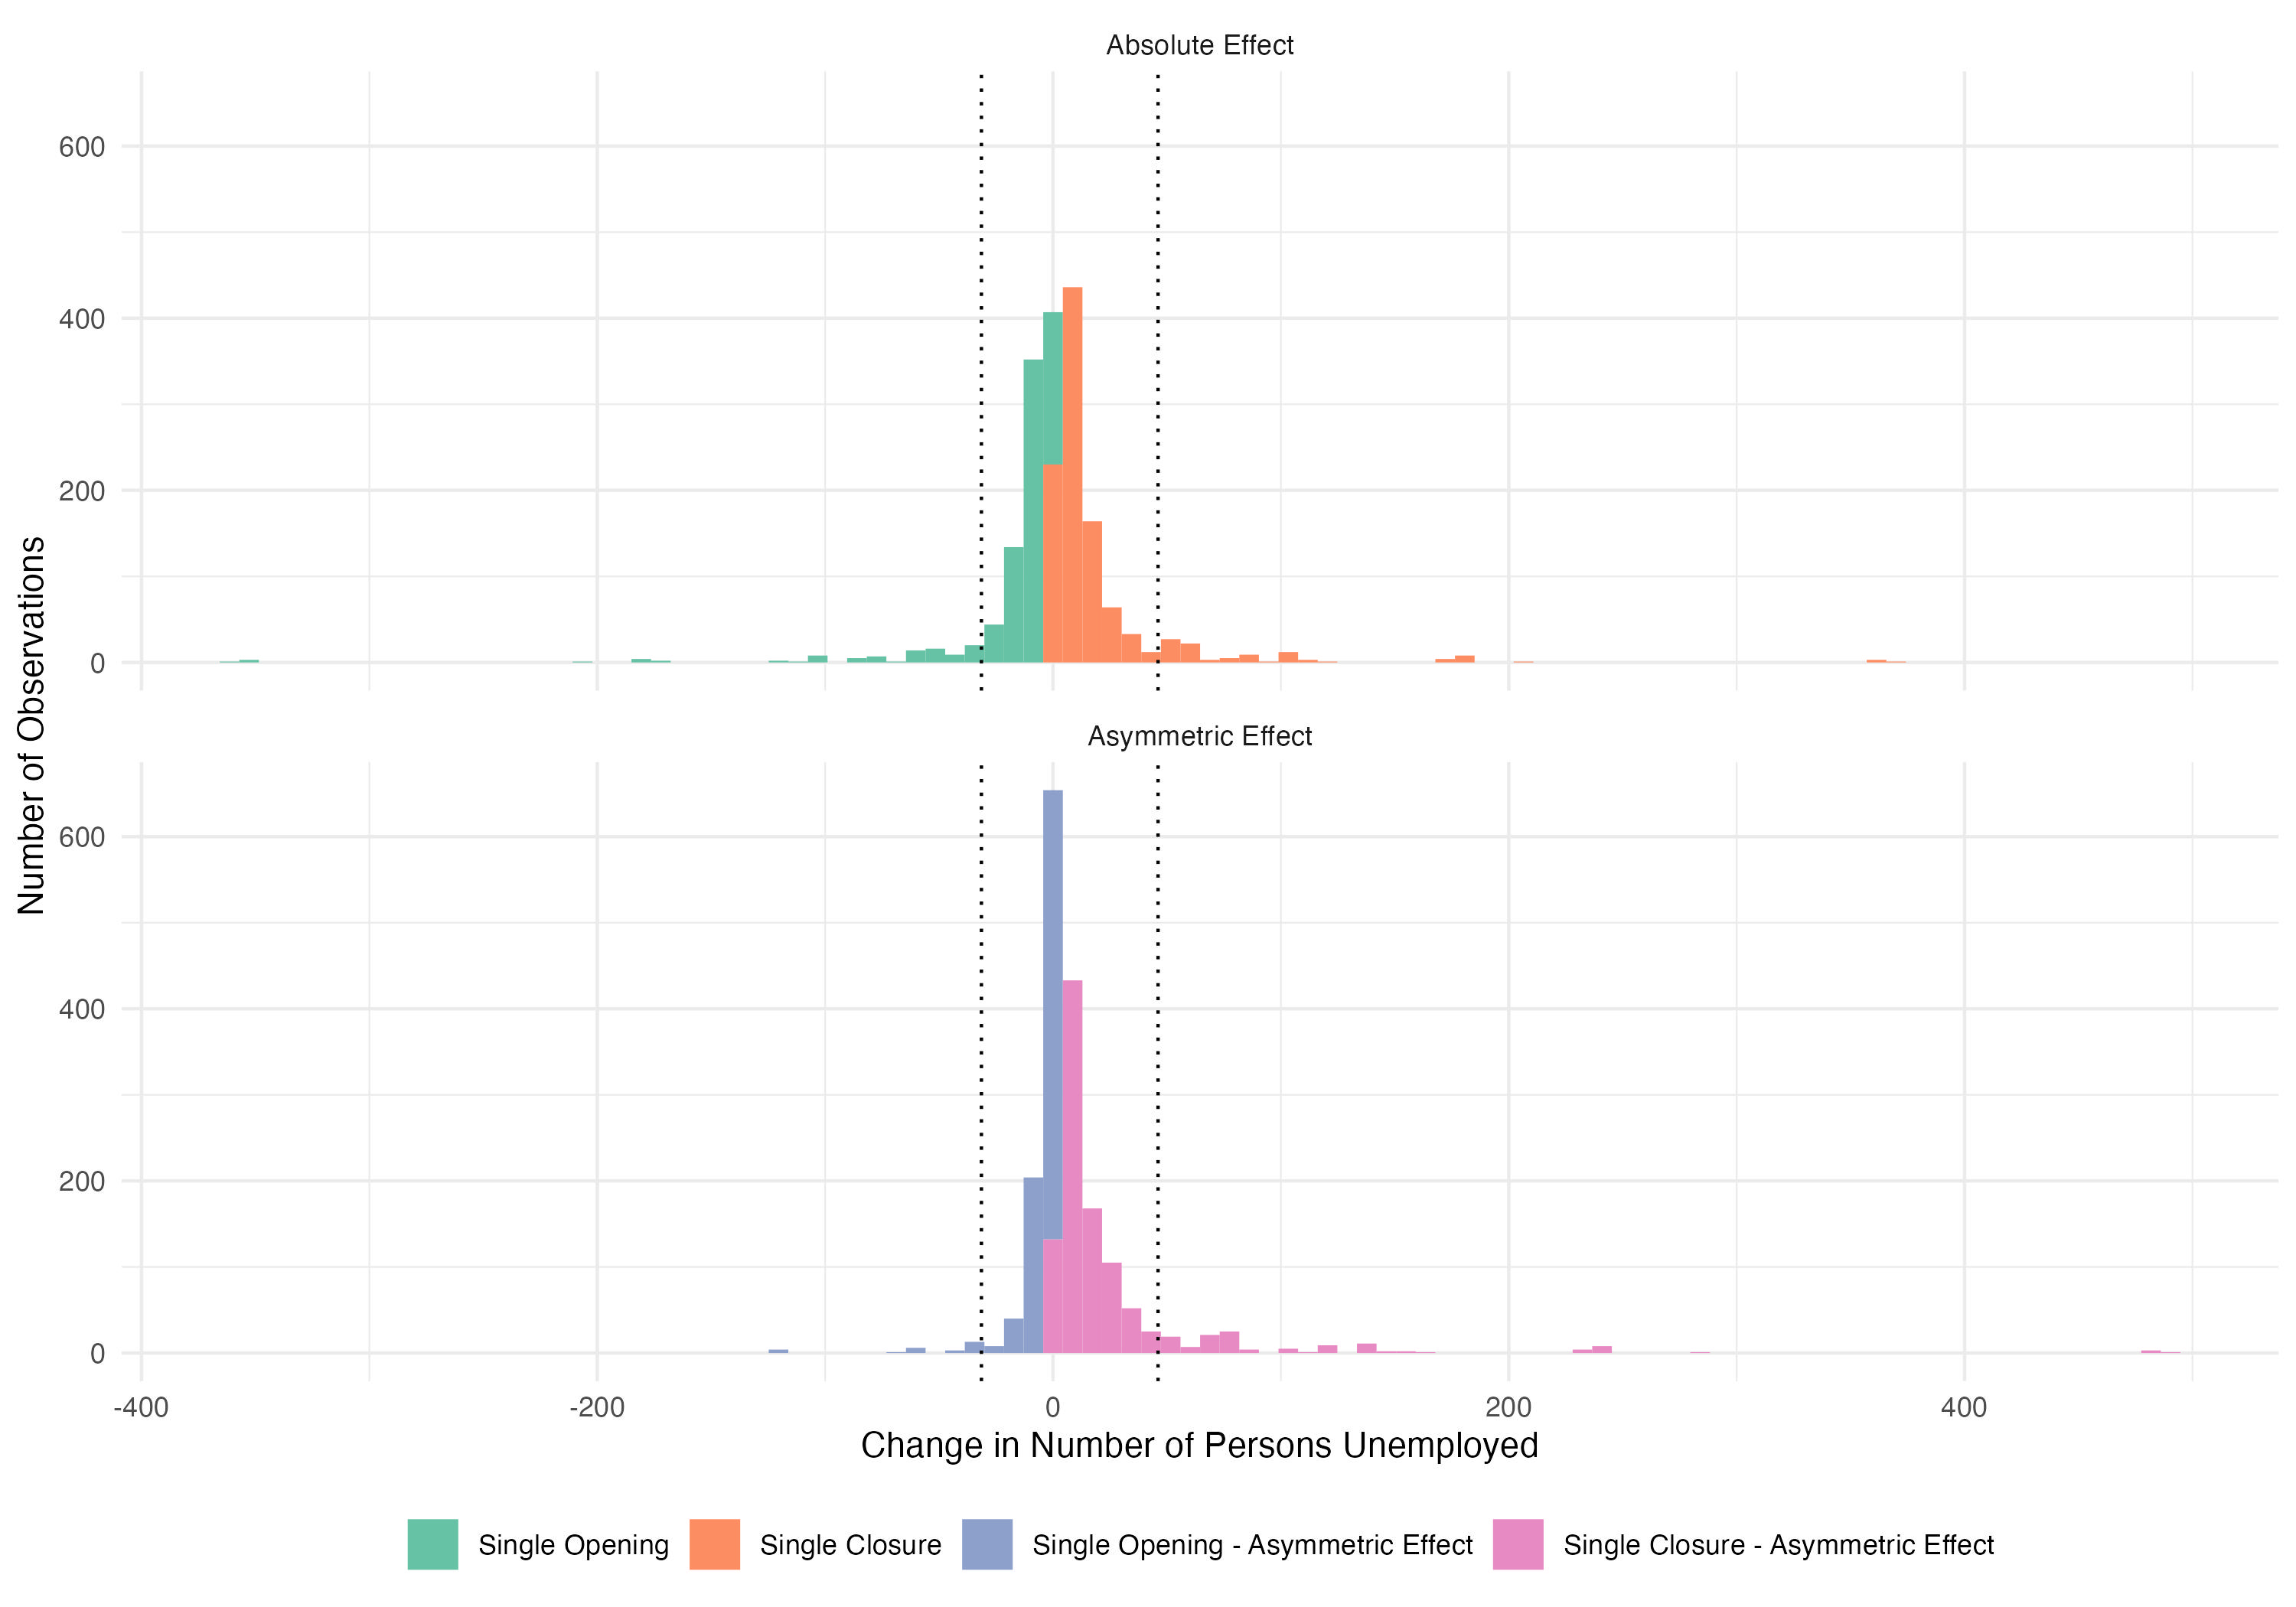 Absolute Effect
600
400
200
0
Number of Observations
Asymmetric Effect
600
400
200
0
-400 -200 0 200 400
Change in Number of Persons Unemployed
Single Opening Single Closure Single Opening - Asymmetric Effect Single Closure - Asymmetric Effect